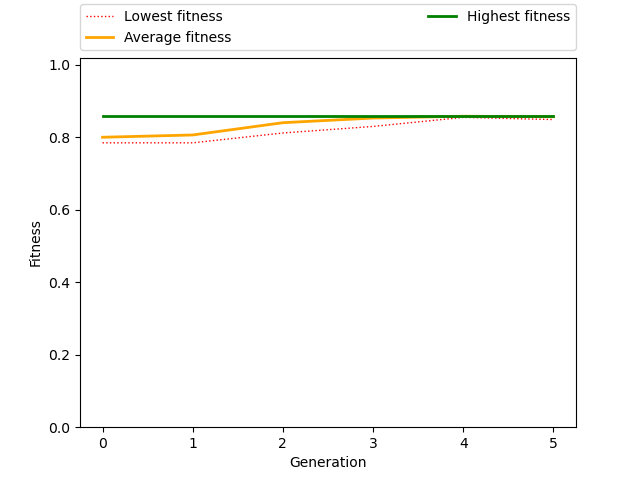 Lowest fitness
Average fitness
Highest fitness
1.0
0.8
0.6
0.4
0.2
0.0
Fitness
0 1 2 3 4 5
Generation